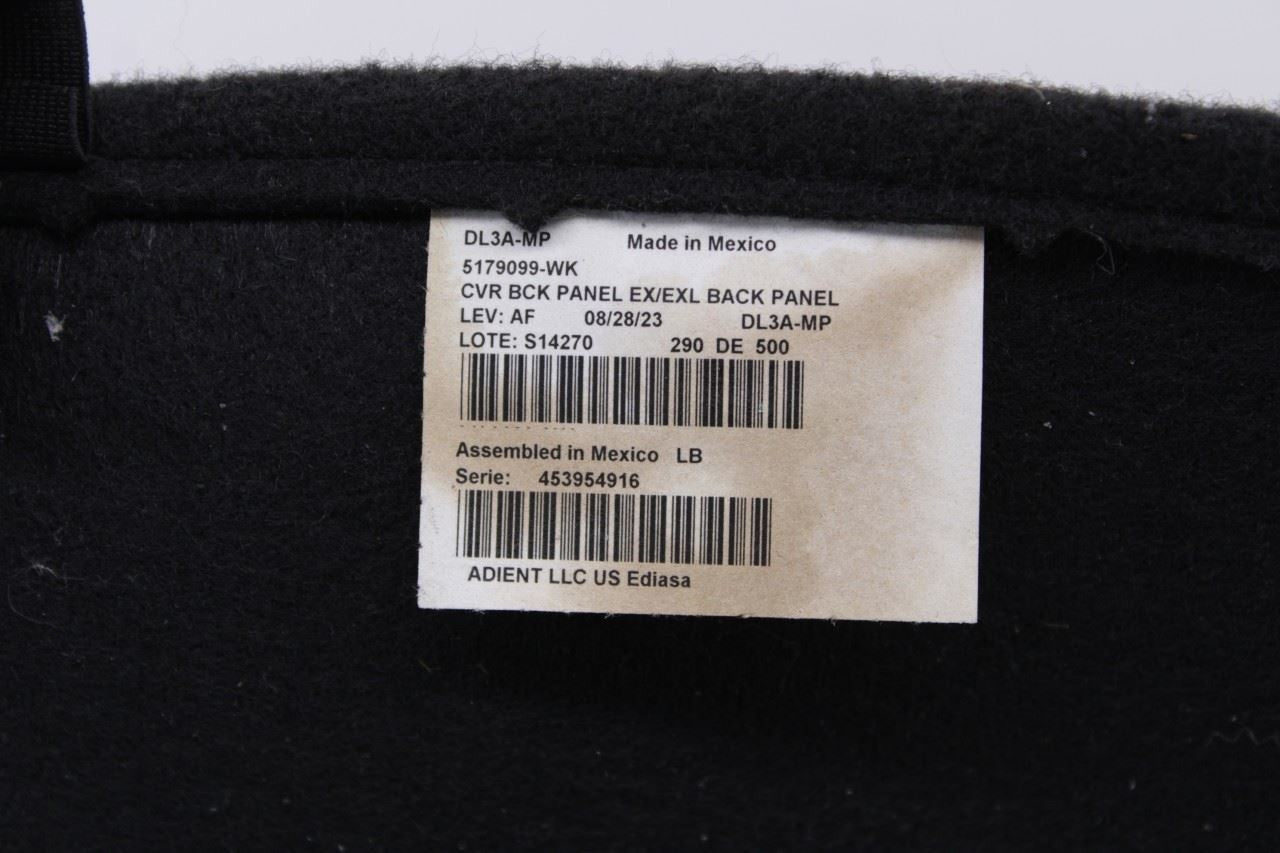 DL3A-MP Made in Mexico
5179099-WK
CVR BCK PANEL EX/EXL BACK PANEL
LEV: AF 08/28/23 DL3A-MP
LOTE: S14270 290 DE 500
Assembled in Mexico LB
Serie: 453954916
ADIENT LLC US Ediasa